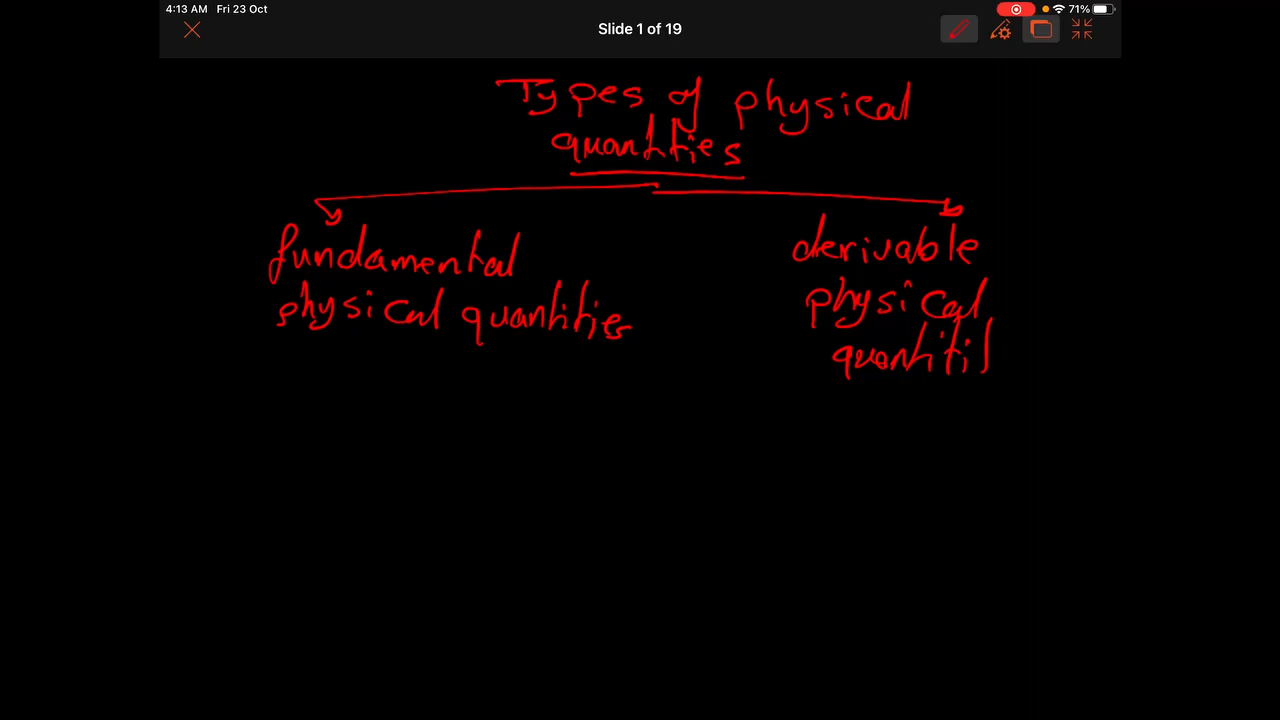 4:13 AM Fri 23 Oct
71%
Slide 1 of 19
Types of physical
quantities
fundamental
physical quantities
derivable
physical
quantiti